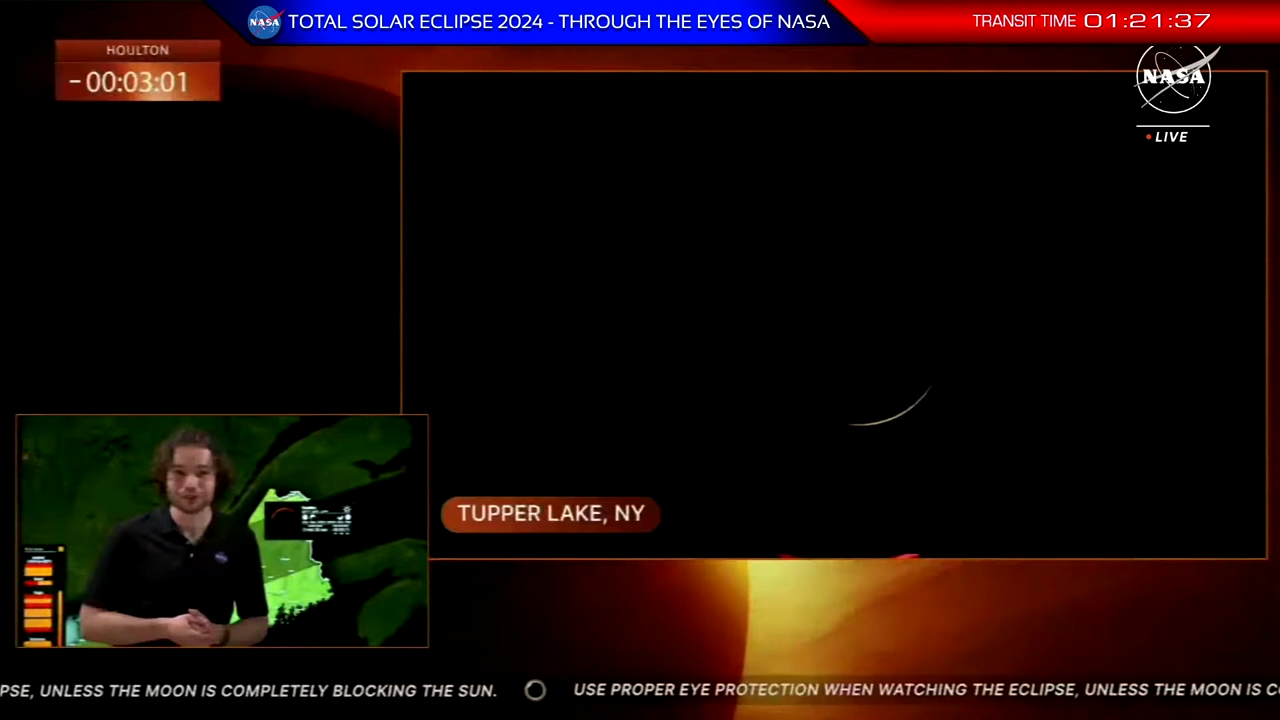 NASA
TOTAL SOLAR ECLIPSE 2024 - THROUGH THE EYES OF NASA
TRANSIT TIME 01:21:37
HOULTON
-00:03:01
NASA
LIVE
TUPPER LAKE, NY
PSE, UNLESS THE MOON IS COMPLETELY BLOCKING THE SUN.
USE PROPER EYE PROTECTION WHEN WATCHING THE ECLIPSE, UNLESS THE MOON IS C